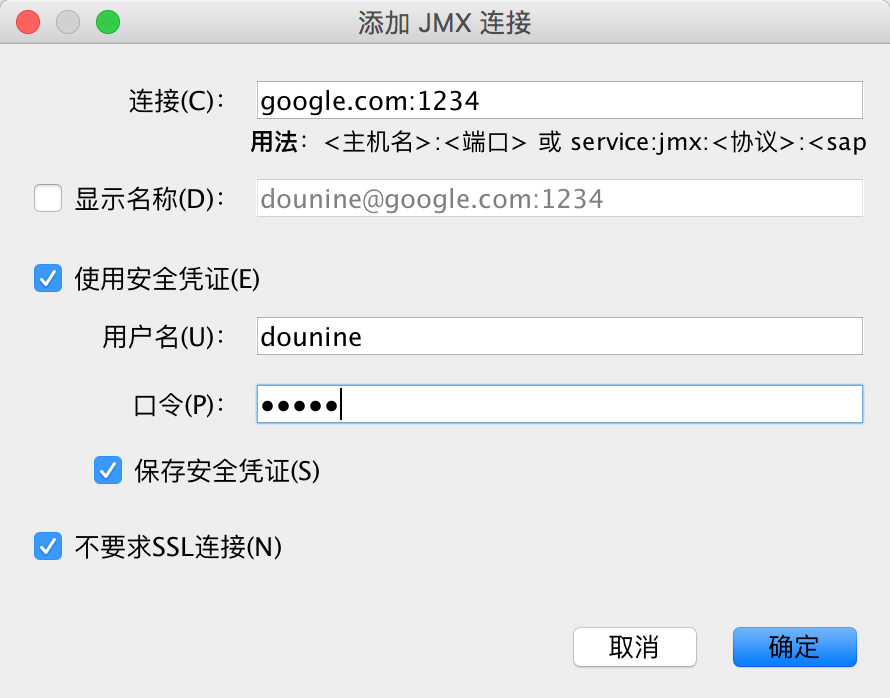 添加 JMX 连接
连接(C): google.com:1234
用法: <主机名>:<端口> 或 service:jmx:<协议>:<sap
显示名称(D): dounine@google.com:1234
使用安全凭证(E)
用户名(U): dounine
口令(P): •••••
保存安全凭证(S)
不要求SSL连接(N)
取消 确定